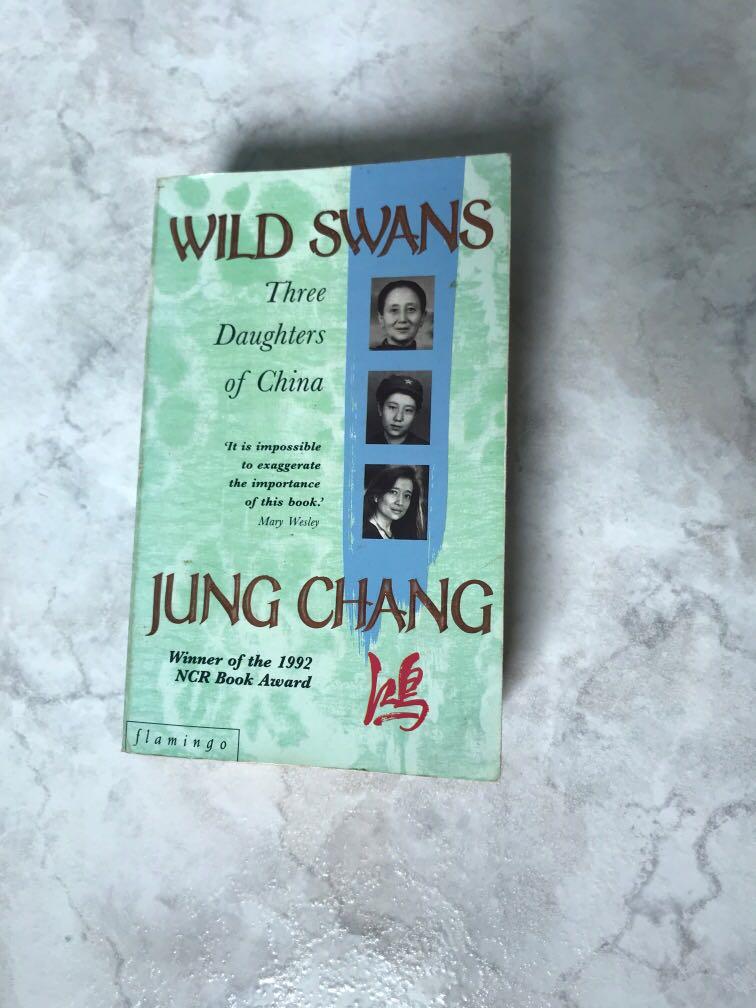 WILD SWANS
Three
Daughters
of China
‘It is impossible
to exaggerate
the importance
of this book.’
Mary Wesley
JUNG CHANG
Winner of the 1992
NCR Book Award
鴻
flamingo